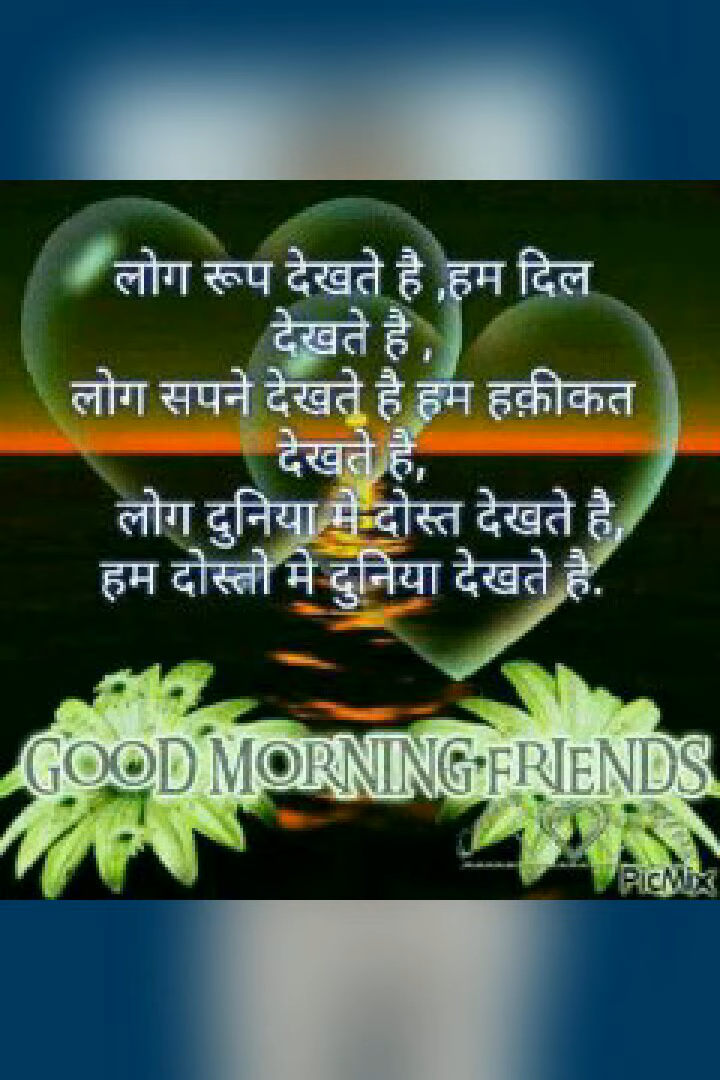 लोग रूप देखते है ,हम दिल
देखते है ,
लोग सपने देखते है हम हक़ीकत
देखते है,
लोग दुनिया मे दोस्त देखते है,
हम दोस्तो मे दुनिया देखते है.
GOOD MORNING FRIENDS
PicMix